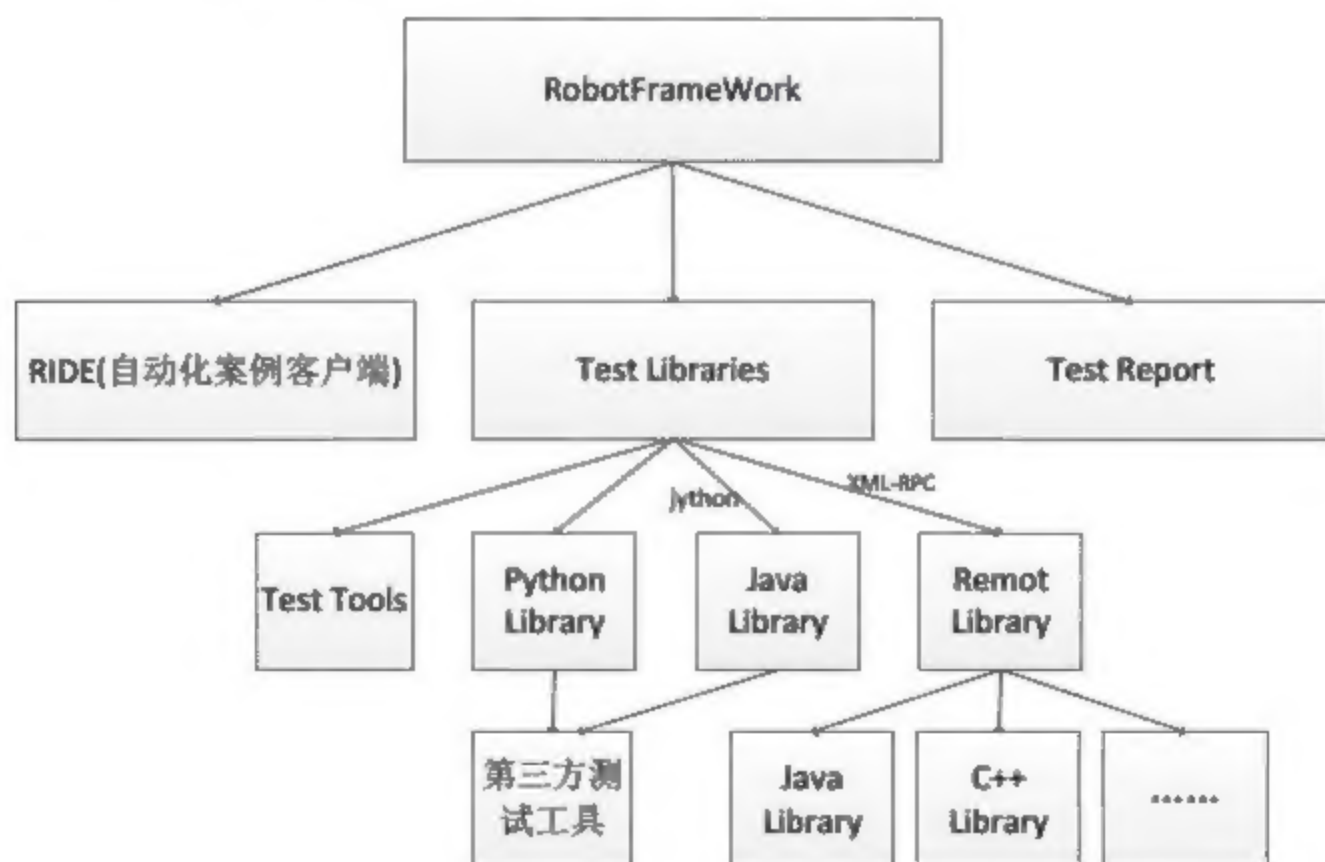 RobotFrameWork
RIDE(自动化案例客户端)
Test Libraries
Test Report
jython
XML-RPC
Test Tools
Python
Library
Java
Library
Remot
Library
第三方测
试工具
Java
Library
C++
Library
······